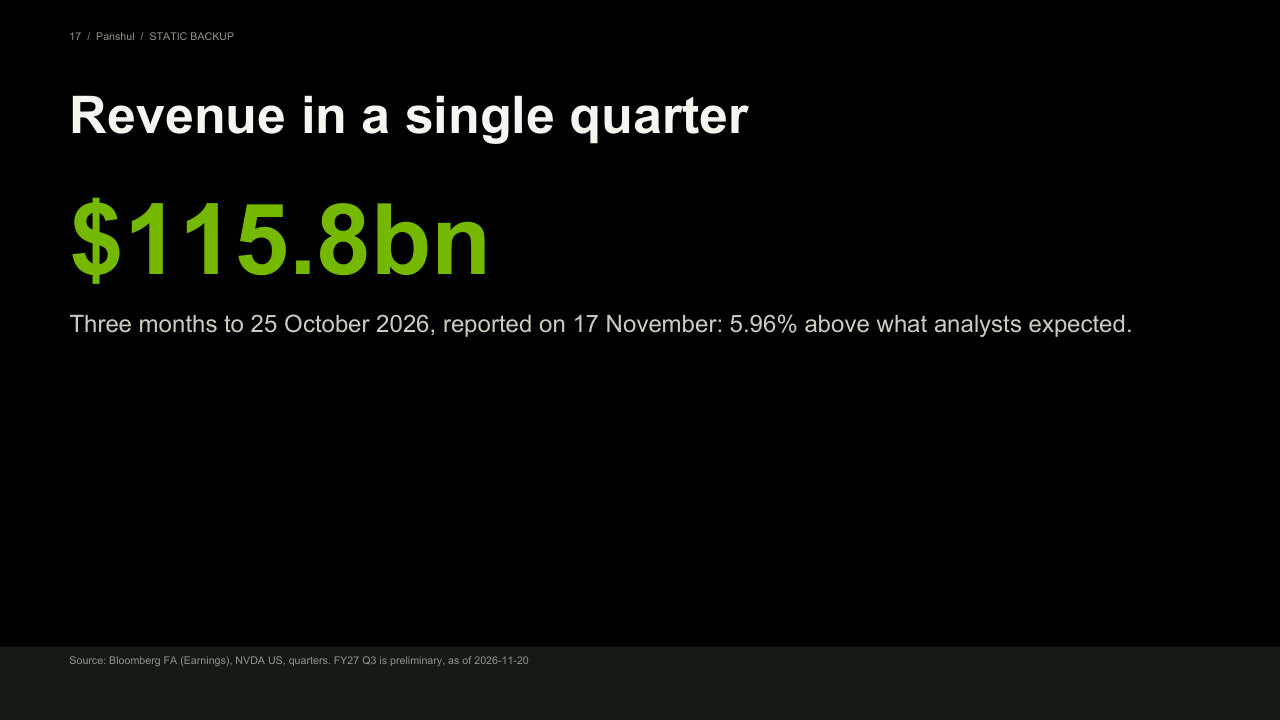 17 / Panshul / STATIC BACKUP
Revenue in a single quarter
$115.8bn
Three months to 25 October 2026, reported on 17 November: 5.96% above what analysts expected.
Source: Bloomberg FA (Earnings), NVDA US, quarters. FY27 Q3 is preliminary, as of 2026-11-20